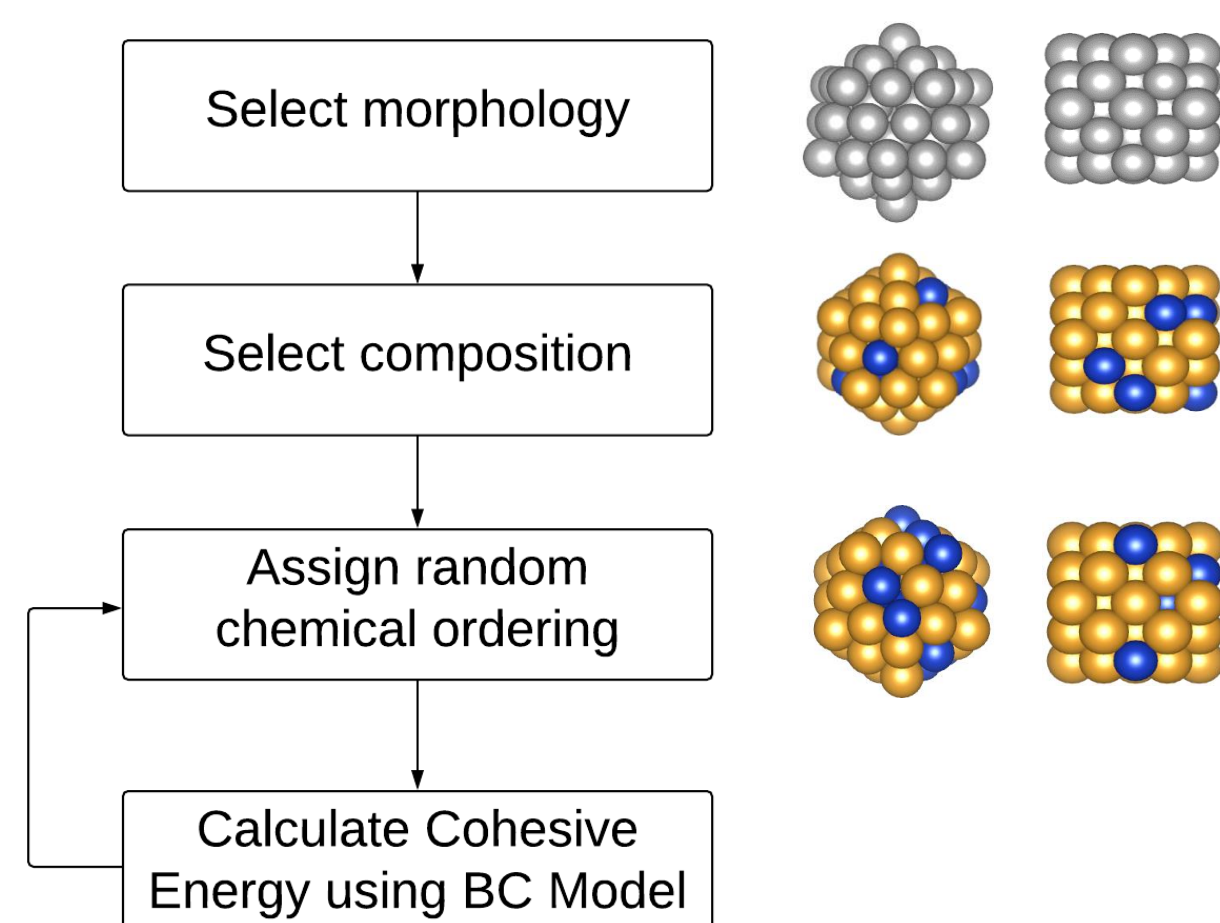 Select morphology
Select composition
Assign random
chemical ordering
Calculate Cohesive
Energy using BC Model